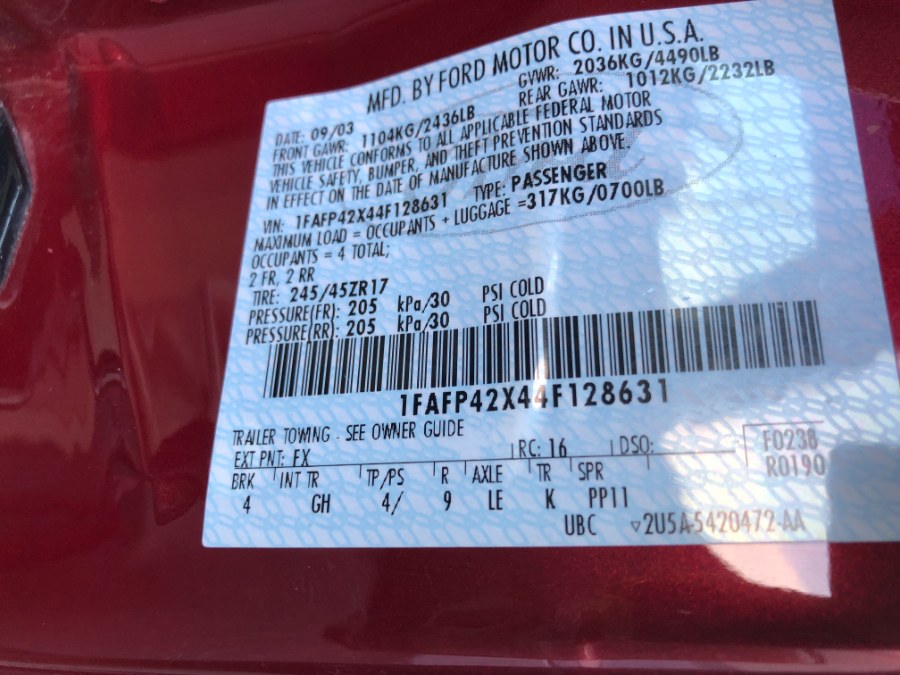 MFD. BY FORD MOTOR CO. IN U.S.A.
DATE: 09/03 GVWR: 2036KG/4490LB
FRONT GAWR: 1104KG/2436LB REAR GAWR: 1012KG/2232LB
THIS VEHICLE CONFORMS TO ALL APPLICABLE FEDERAL MOTOR
VEHICLE SAFETY, BUMPER, AND THEFT PREVENTION STANDARDS
IN EFFECT ON THE DATE OF MANUFACTURE SHOWN ABOVE.
VIN: 1FAFP42X44F128631 TYPE: PASSENGER
MAXIMUM LOAD = OCCUPANTS + LUGGAGE =317KG/0700LB
OCCUPANTS = 4 TOTAL;
2 FR, 2 RR
TIRE: 245/45ZR17
PRESSURE(FR): 205 kPa/30 PSI COLD
PRESSURE(RR): 205 kPa/30 PSI COLD
1FAFP42X44F128631
TRAILER TOWING - SEE OWNER GUIDE
EXT PNT: FX RC: 16 DSO: F0238
R0190
BRK INT TR TP/PS R AXLE TR SPR
4 GH 4/ 9 LE K PP11
UBC ▽2U5A-5420472-AA